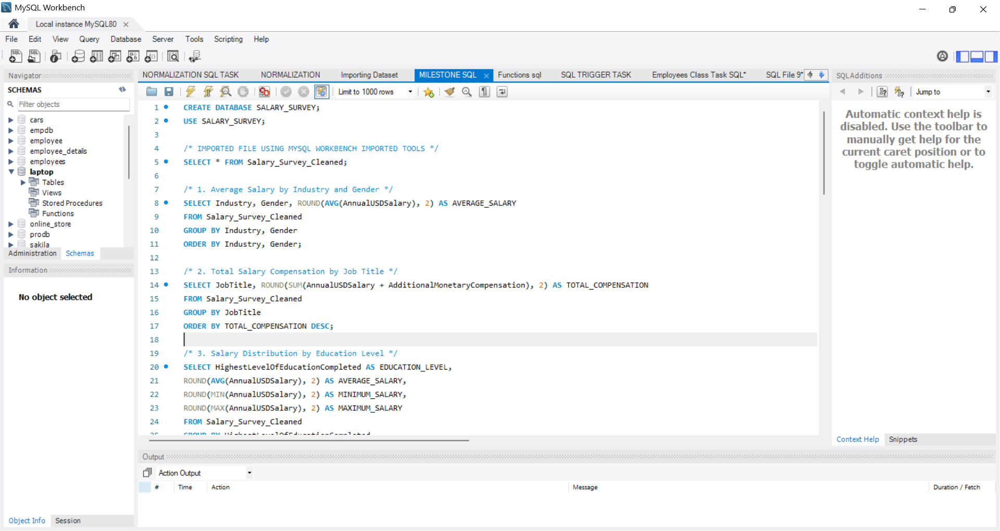 MySQL Workbench
Local instance MySQL80
File Edit View Query Database Server Tools Scripting Help
Navigator
SCHEMAS
Filter objects
cars
empdb
employee
employee_details
employees
laptop
Tables
Views
Stored Procedures
Functions
online_store
prodb
sakila
Administration Schemas
Information
No object selected
Object Info Session
NORMALIZATION SQL TASK NORMALIZATION Importing Dataset MILESTONE SQL Functions sql SQL TRIGGER TASK Employees Class Task SQL* SQL File 9*
Limit to 1000 rows
1 CREATE DATABASE SALARY_SURVEY;
2 USE SALARY_SURVEY;
3
4 /* IMPORTED FILE USING MYSQL WORKBENCH IMPORTED TOOLS */
5 SELECT * FROM Salary_Survey_Cleaned;
6
7 /* 1. Average Salary by Industry and Gender */
8 SELECT Industry, Gender, ROUND(AVG(AnnualUSDSalary), 2) AS AVERAGE_SALARY
9 FROM Salary_Survey_Cleaned
10 GROUP BY Industry, Gender
11 ORDER BY Industry, Gender;
12
13 /* 2. Total Salary Compensation by Job Title */
14 SELECT JobTitle, ROUND(SUM(AnnualUSDSalary + AdditionalMonetaryCompensation), 2) AS TOTAL_COMPENSATION
15 FROM Salary_Survey_Cleaned
16 GROUP BY JobTitle
17 ORDER BY TOTAL_COMPENSATION DESC;
18
19 /* 3. Salary Distribution by Education Level */
20 SELECT HighestLevelOfEducationCompleted AS EDUCATION_LEVEL,
21 ROUND(AVG(AnnualUSDSalary), 2) AS AVERAGE_SALARY,
22 ROUND(MIN(AnnualUSDSalary), 2) AS MINIMUM_SALARY,
23 ROUND(MAX(AnnualUSDSalary), 2) AS MAXIMUM_SALARY
24 FROM Salary_Survey_Cleaned
25 GROUP BY HighestLevelOfEducationCompleted
SQLAdditions
Jump to
Automatic context help is
disabled. Use the toolbar to
manually get help for the
current caret position or to
toggle automatic help.
Context Help Snippets
Output
Action Output
# Time Action Message Duration / Fetch